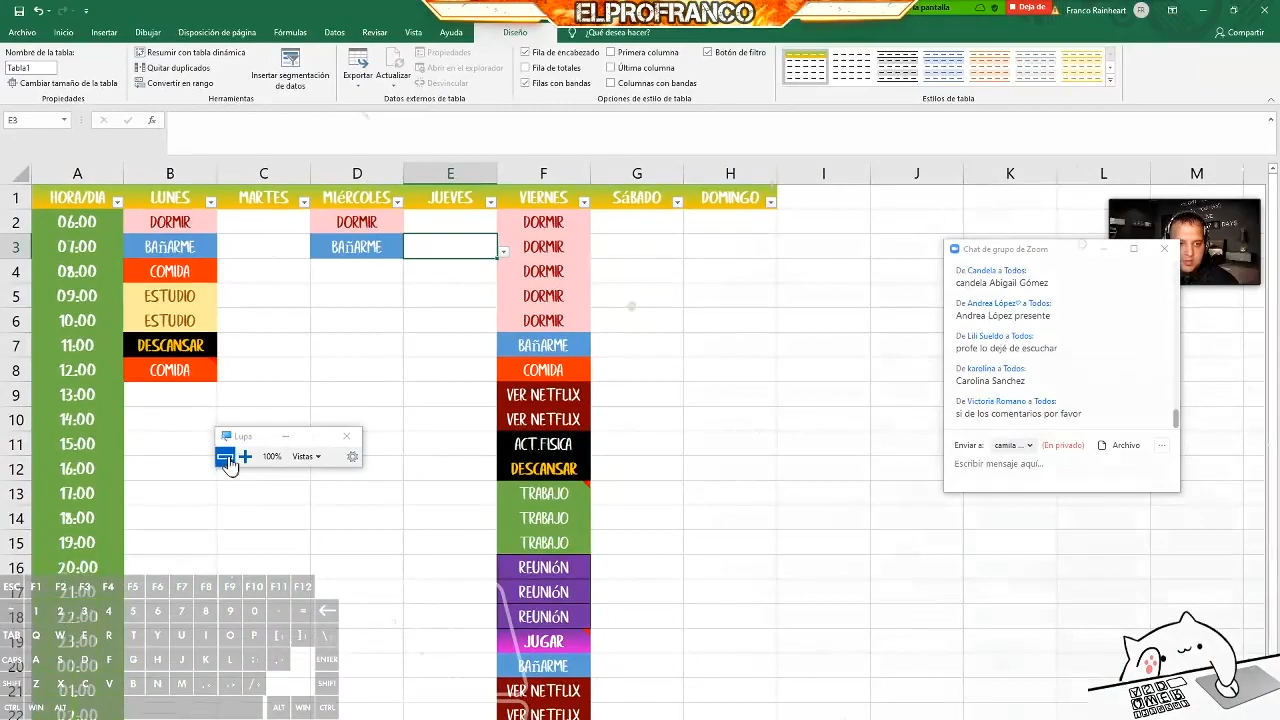 ELPROFRANCO
la pantalla
Deja de
Franco Reinhart
R
Archivo Inicio Insertar Dibujar Disposición de página Fórmulas Datos Revisar Vista Ayuda Diseño ¿Qué desea hacer? Compartir
Nombre de la tabla:
Tabla1
Cambiar tamaño de la tabla
Propiedades
Resumir con tabla dinámica
Quitar duplicados
Convertir en rango
Insertar segmentación
de datos
Herramientas
Exportar Actualizar
Propiedades
Abrir en el explorador
Desvincular
Datos externos de tabla
Fila de encabezado Primera columna Botón de filtro
Fila de totales Última columna
Filas con bandas Columnas con bandas
Opciones de estilo de tabla
Estilos de tabla
E3
fx
A B C D E F G H I J K L M
1 HORA/DIA LUNES MARTES MIéRCOLES JUEVES VIERNES SáBADO DOMINGO
06:00 DORMIR DORMIR DORMIR
3 07:00 BAñARME BAñARME DORMIR
4 08:00 COMIDA DORMIR
5 09:00 ESTUDIO DORMIR
6 10:00 ESTUDIO DORMIR
7 11:00 DESCANSAR BAñARME
8 12:00 COMIDA COMIDA
9 13:00 VER NETFLIX
10 14:00 VER NETFLIX
11 15:00 ACT.FISICA
12 16:00 DESCANSAR
13 17:00 TRABAJO
14 18:00 TRABAJO
15 19:00 TRABAJO
16 20:00 REUNIóN
21:00 REUNIóN
18 22:00 REUNIóN
23:00 JUGAR
00:00 BAñARME
21 01:00 VER NETFLIX
VER NETFLIX
Lupa
100% Vistas
Chat de grupo de Zoom
De Candela a Todos:
candela Abigail Gómez
De Andrea López♡ a Todos:
Andrea López presente
De Lili Sueldo a Todos:
profe lo dejé de escuchar
De karolina a Todos:
Carolina Sanchez
De Victoria Romano a Todos:
si de los comentarios por favor
Enviar a: camila ... (En privado) Archivo ...
Escribir mensaje aquí...
ESC F1 F2 F3 F4 F5 F6 F7 F8 F9 F10 F11 F12
1 2 3 4 5 6 7 8 9 0 - =
TAB Q W E R T Y U I O P [ ] \
CAPS A S D F G H J K L ENTER
SHIFT Z X C V B N M SHIFT
CTRL WIN ALT ALT WIN CTRL